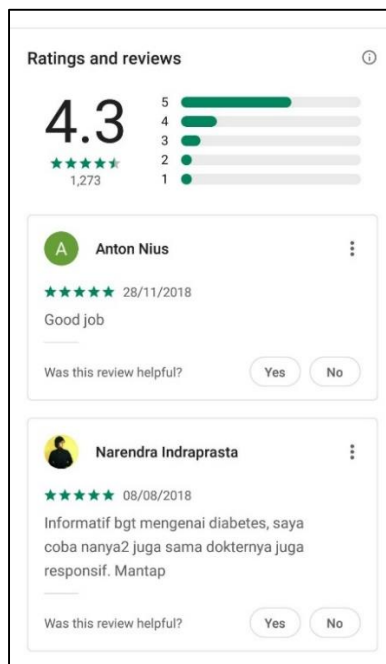 Ratings and reviews
4.3
1,273
5
4
3
2
1
A
Anton Nius
28/11/2018
Good job
Was this review helpful?
Yes
No
Narendra Indraprasta
08/08/2018
Informatif bgt mengenai diabetes, saya
coba nanya2 juga sama dokternya juga
responsif. Mantap
Was this review helpful?
Yes
No